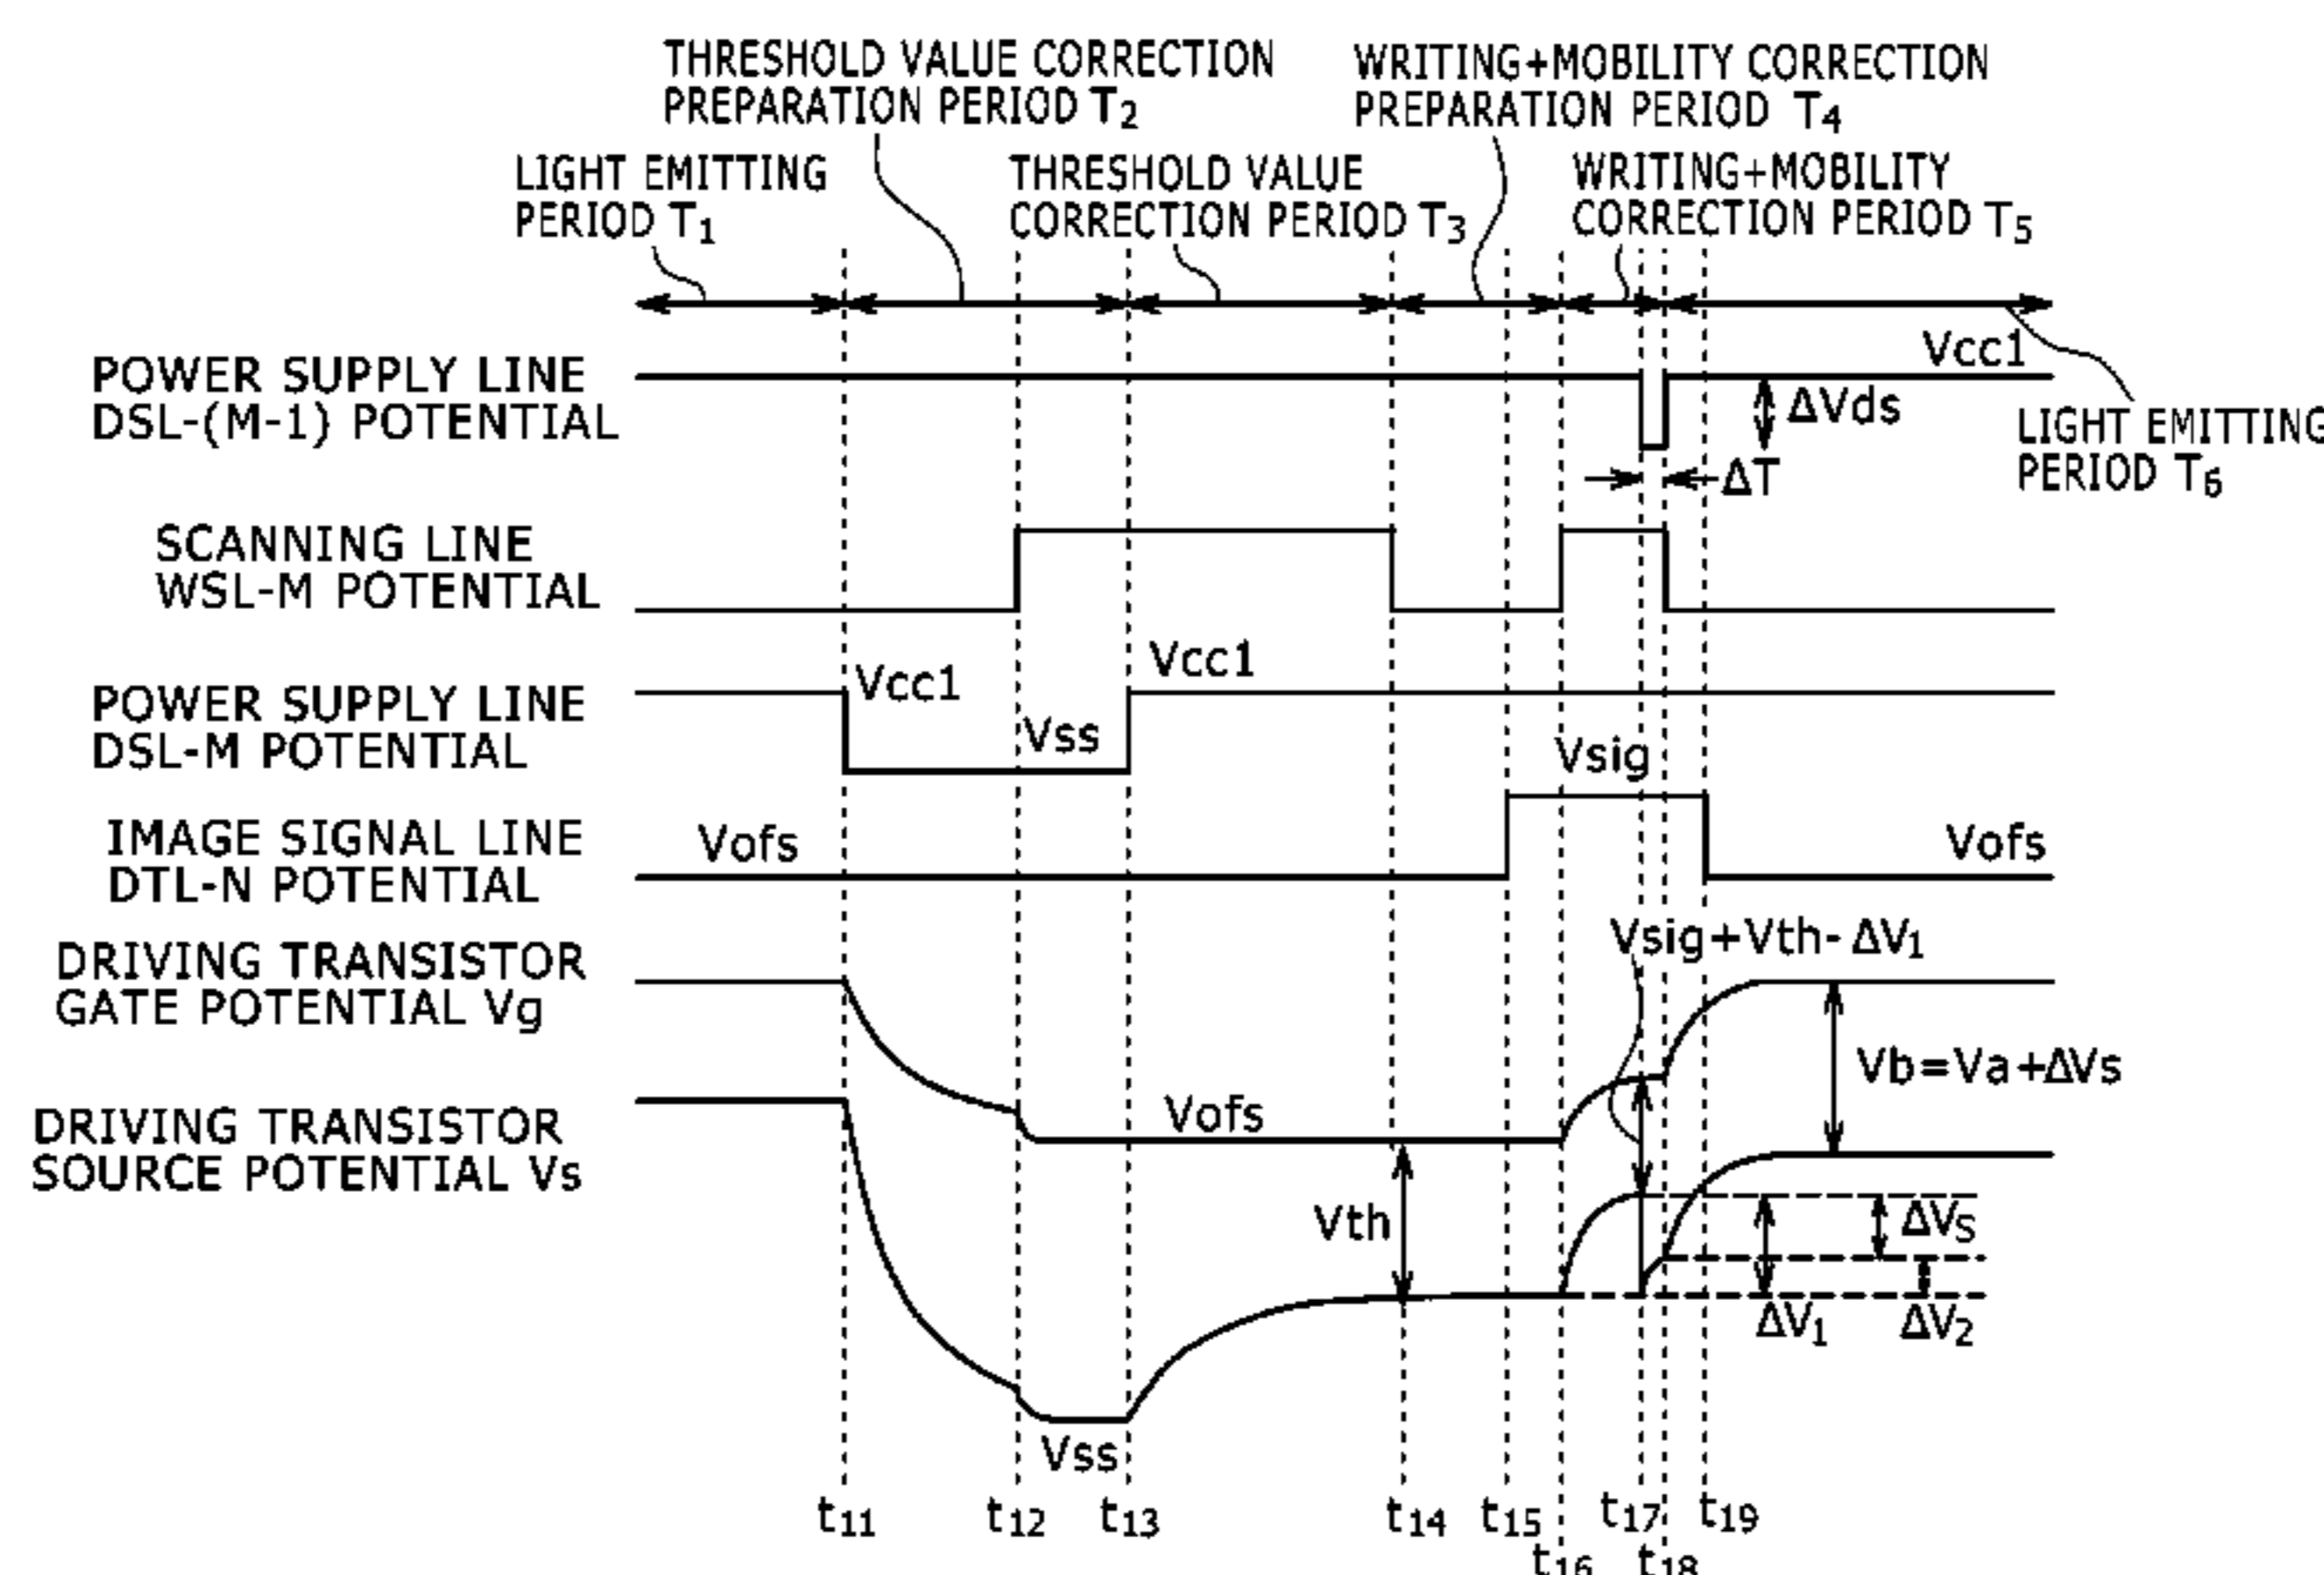 THRESHOLD VALUE CORRECTION
PREPARATION PERIOD T2
WRITING+MOBILITY CORRECTION
PREPARATION PERIOD T4
LIGHT EMITTING
PERIOD T1
THRESHOLD VALUE
CORRECTION PERIOD T3
WRITING+MOBILITY
CORRECTION PERIOD T5
POWER SUPPLY LINE
DSL-(M-1) POTENTIAL
Vcc1
ΔVds
ΔT
LIGHT EMITTING
PERIOD T6
SCANNING LINE
WSL-M POTENTIAL
POWER SUPPLY LINE
DSL-M POTENTIAL
Vcc1
Vss
Vcc1
IMAGE SIGNAL LINE
DTL-N POTENTIAL
Vofs
Vsig
Vofs
DRIVING TRANSISTOR
GATE POTENTIAL Vg
Vsig+Vth-ΔV1
Vb=Va+ΔVs
Vofs
DRIVING TRANSISTOR
SOURCE POTENTIAL Vs
Vth
ΔVS
ΔV1
ΔV2
Vss
t11
t12
t13
t14
t15
t16
t17
t18
t19